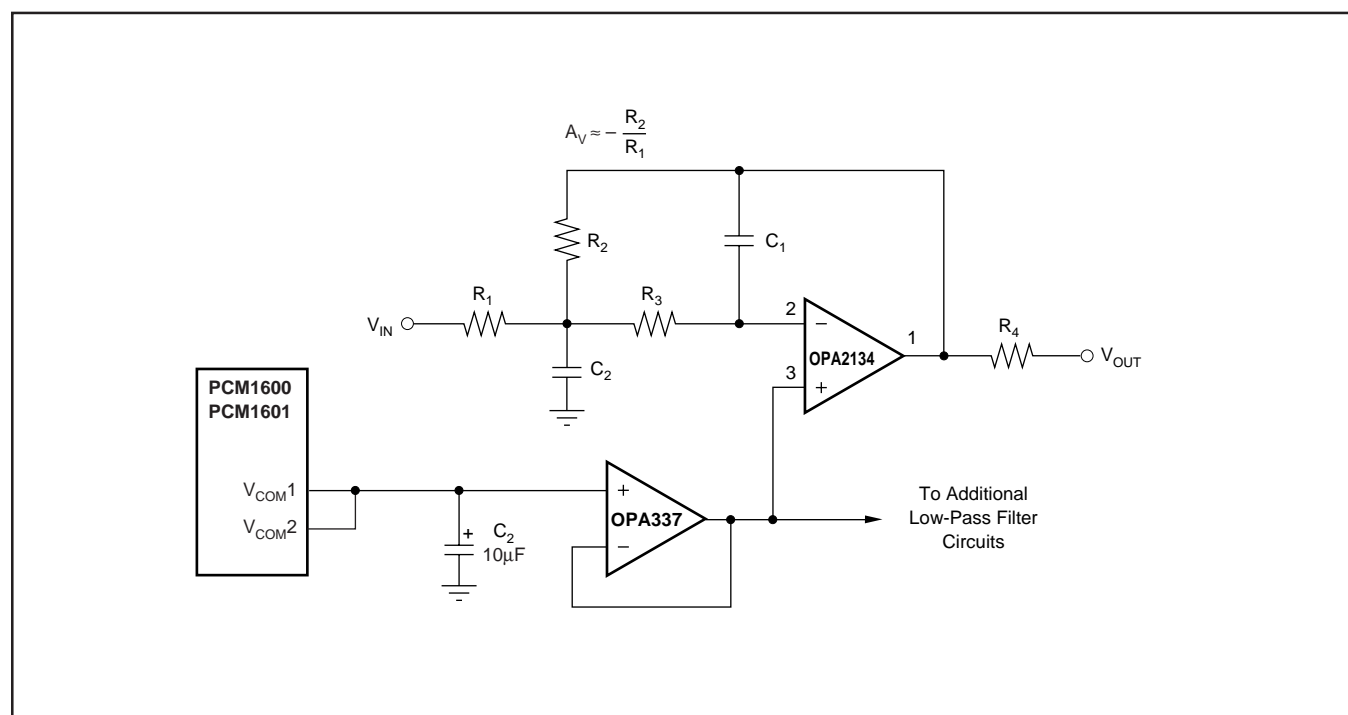 A_V ≈ – R_2 / R_1
R_2
C_1
R_1
R_3
V_IN
2
–
1
R_4
OPA2134
V_OUT
3
+
C_2
PCM1600
PCM1601
V_COM1
V_COM2
+
OPA337
–
+
C_2
10µF
To Additional
Low-Pass Filter
Circuits